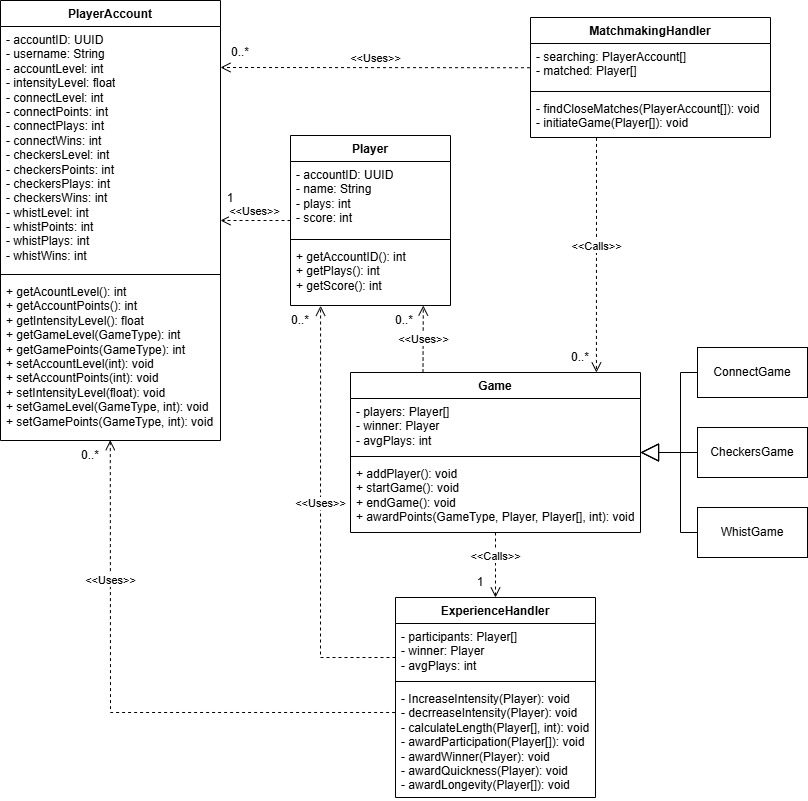 PlayerAccount
- accountID: UUID
- username: String
- accountLevel: int
- intensityLevel: float
- connectLevel: int
- connectPoints: int
- connectPlays: int
- connectWins: int
- checkersLevel: int
- checkersPoints: int
- checkersPlays: int
- checkersWins: int
- whistLevel: int
- whistPoints: int
- whistPlays: int
- whistWins: int
+ getAcountLevel(): int
+ getAccountPoints(): int
+ getIntensityLevel(): float
+ getGameLevel(GameType): int
+ getGamePoints(GameType): int
+ setAccountLevel(int): void
+ setAccountPoints(int): void
+ setIntensityLevel(float): void
+ setGameLevel(GameType, int): void
+ setGamePoints(GameType, int): void
0..*
<<Uses>>
MatchmakingHandler
- searching: PlayerAccount[]
- matched: Player[]
- findCloseMatches(PlayerAccount[]): void
- initiateGame(Player[]): void
Player
- accountID: UUID
- name: String
- plays: int
- score: int
+ getAccountID(): int
+ getPlays(): int
+ getScore(): int
1
<<Uses>>
<<Calls>>
0..*
0..*
0..*
<<Uses>>
Game
- players: Player[]
- winner: Player
- avgPlays: int
+ addPlayer(): void
+ startGame(): void
+ endGame(): void
+ awardPoints(GameType, Player, Player[], int): void
ConnectGame
CheckersGame
WhistGame
0..*
<<Uses>>
<<Uses>>
<<Calls>>
1
ExperienceHandler
- participants: Player[]
- winner: Player
- avgPlays: int
- IncreaseIntensity(Player): void
- decrreaseIntensity(Player): void
- calculateLength(Player[], int): void
- awardParticipation(Player[]): void
- awardWinner(Player): void
- awardQuickness(Player): void
- awardLongevity(Player[]): void